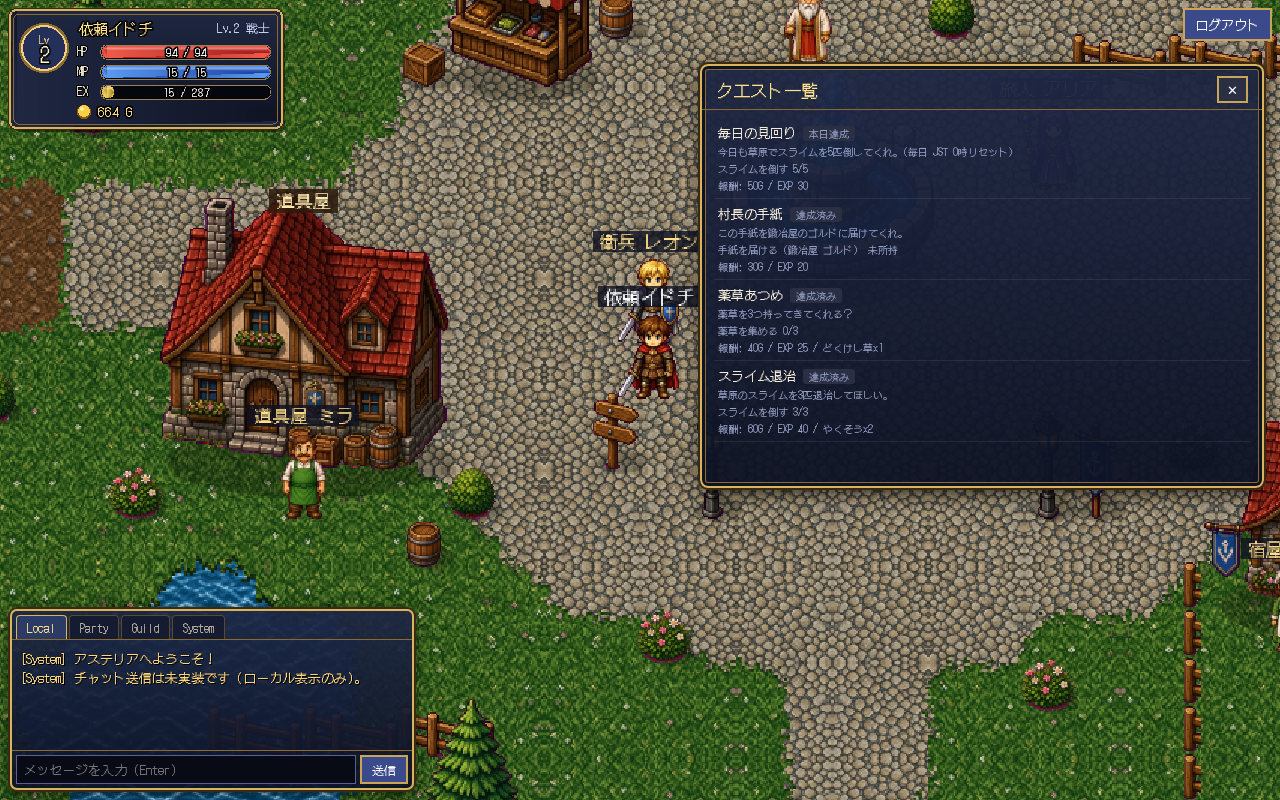 Lv
2
依頼イドチ
Lv.2 戦士
HP 94 / 94
MP 15 / 15
EX 15 / 287
664 G
ログアウト
クエスト一覧
×
毎日の見回り 本日達成
今日も草原でスライムを5匹倒してくれ。(毎日 JST 0時リセット)
スライムを倒す 5/5
報酬: 50G / EXP 30
村長の手紙 達成済み
この手紙を鍛冶屋のゴルドに届けてくれ。
手紙を届ける(鍛冶屋 ゴルド) 未所持
報酬: 30G / EXP 20
薬草あつめ 達成済み
薬草を3つ持ってきてくれる?
薬草を集める 0/3
報酬: 40G / EXP 25 / どくけし草x1
スライム退治 達成済み
草原のスライムを3匹退治してほしい。
スライムを倒す 3/3
報酬: 60G / EXP 40 / やくそうx2
道具屋
衛兵 レオン
依頼イドチ
道具屋 ミラ
宿屋
Local Party Guild System
[System] アステリアへようこそ!
[System] チャット送信は未実装です(ローカル表示のみ)。
メッセージを入力 (Enter)
送信